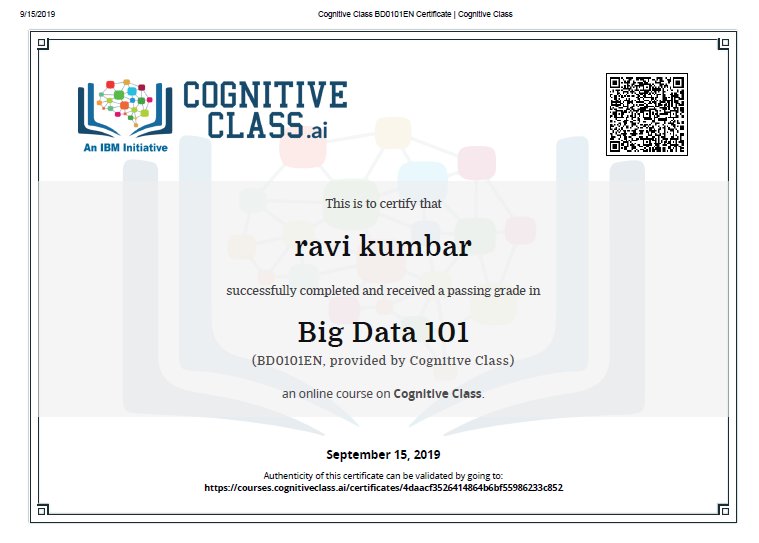 9/15/2019
Cognitive Class BD0101EN Certificate | Cognitive Class
COGNITIVE
CLASS.ai
An IBM Initiative
This is to certify that
ravi kumbar
successfully completed and received a passing grade in
Big Data 101
(BD0101EN, provided by Cognitive Class)
an online course on Cognitive Class.
September 15, 2019
Authenticity of this certificate can be validated by going to:
https://courses.cognitiveclass.ai/certificates/4daacf3526414864b6bf55986233c852